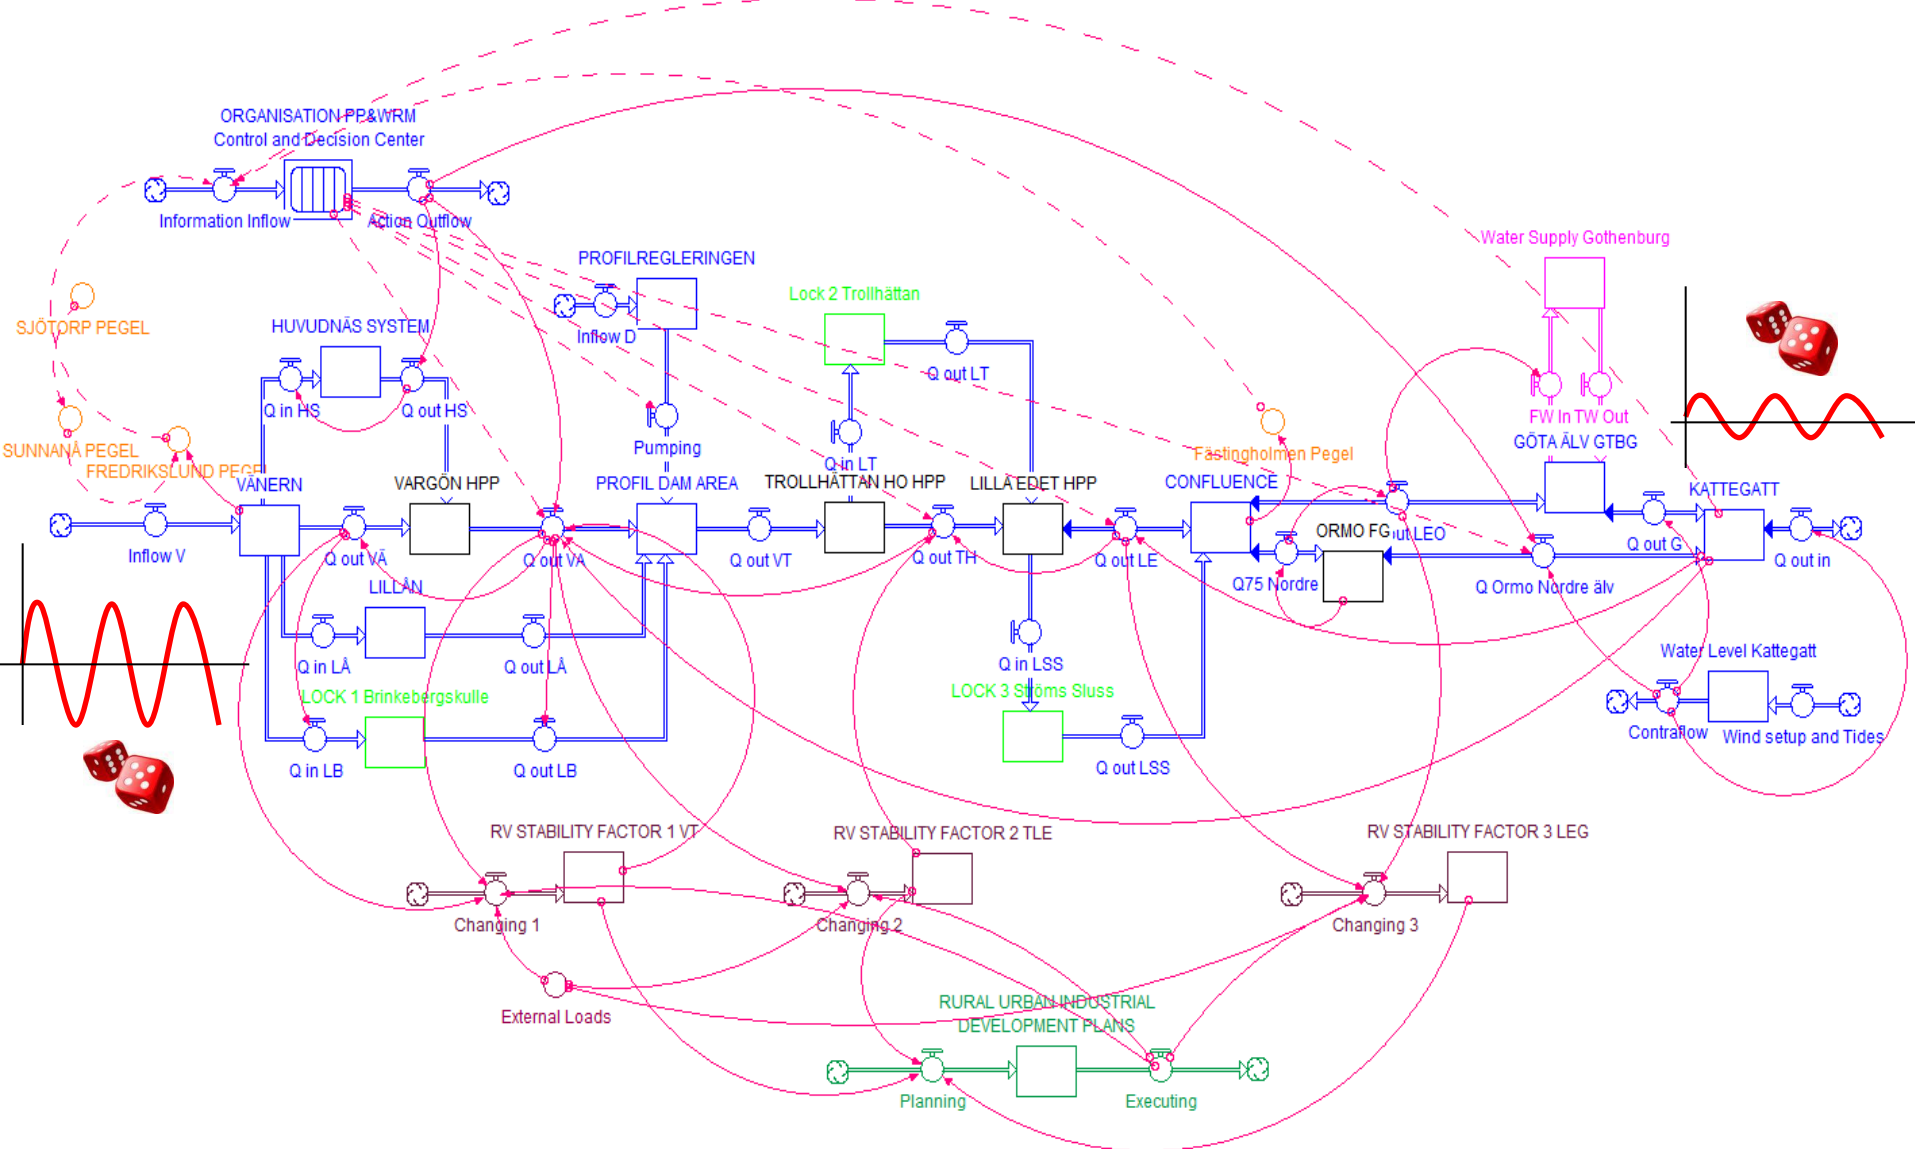 ORGANISATION PP&WRM
Control and Decision Center
Information Inflow
Action Outflow
Water Supply Gothenburg
PROFILREGLERINGEN
Lock 2 Trollhättan
SJÖTORP PEGEL
HUVUDNÄS SYSTEM
Inflow D
Q out LT
Q in HS
Q out HS
FW In TW Out
Pumping
GÖTA ÄLV GTBG
SUNNANÅ PEGEL
Fästingholmen Pegel
FREDRIKSLUND PEGEL
Q in LT
VÄNERN
VARGÖN HPP
PROFIL DAM AREA
TROLLHÄTTAN HO HPP
LILLA EDET HPP
CONFLUENCE
KATTEGATT
ORMO FG
out LEO
Inflow V
Q out VÄ
Q out VA
Q out VT
Q out TH
Q out LE
Q75 Nordre
Q Ormo Nordre älv
Q out G
Q out in
LILLÅN
Q in LÅ
Q out LÅ
Q in LSS
Water Level Kattegatt
LOCK 1 Brinkebergskulle
LOCK 3 Ströms Sluss
Contraflow
Wind setup and Tides
Q in LB
Q out LB
Q out LSS
RV STABILITY FACTOR 1 VT
RV STABILITY FACTOR 2 TLE
RV STABILITY FACTOR 3 LEG
Changing 1
Changing 2
Changing 3
External Loads
RURAL URBAN INDUSTRIAL
DEVELOPMENT PLANS
Planning
Executing